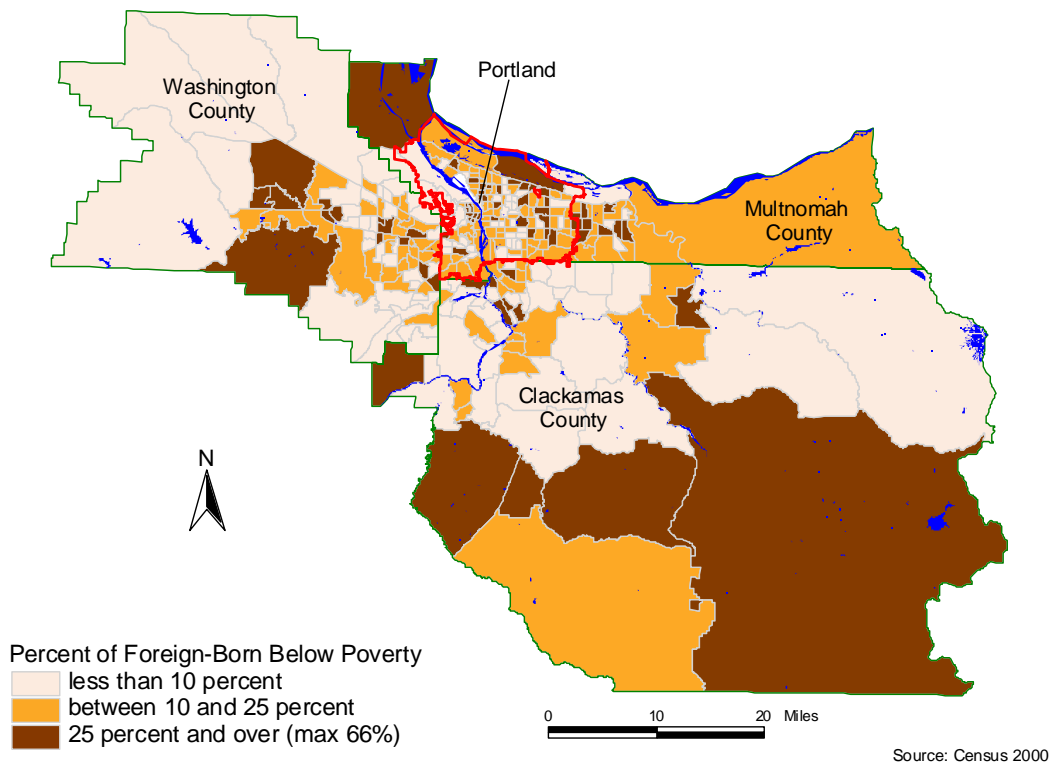 Portland
Washington
County
Multnomah
County
Clackamas
County
N
Percent of Foreign-Born Below Poverty
less than 10 percent
between 10 and 25 percent
25 percent and over (max 66%)
0 10 20 Miles
Source: Census 2000